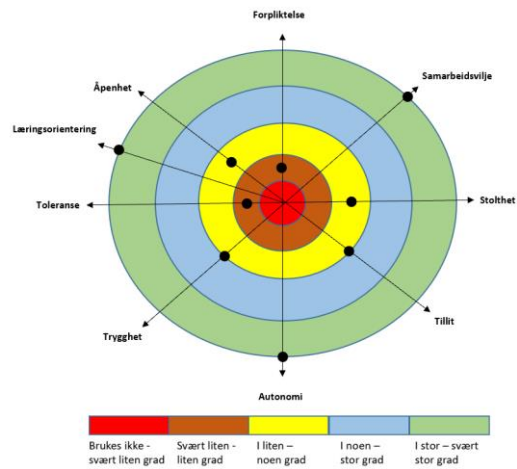 Forpliktelse
Samarbeidsvilje
Åpenhet
Læringsorientering
Toleranse
Stolthet
Trygghet
Tillit
Autonomi
Brukes ikke -
svært liten grad
Svært liten -
liten grad
I liten –
noen grad
I noen –
stor grad
I stor – svært
stor grad